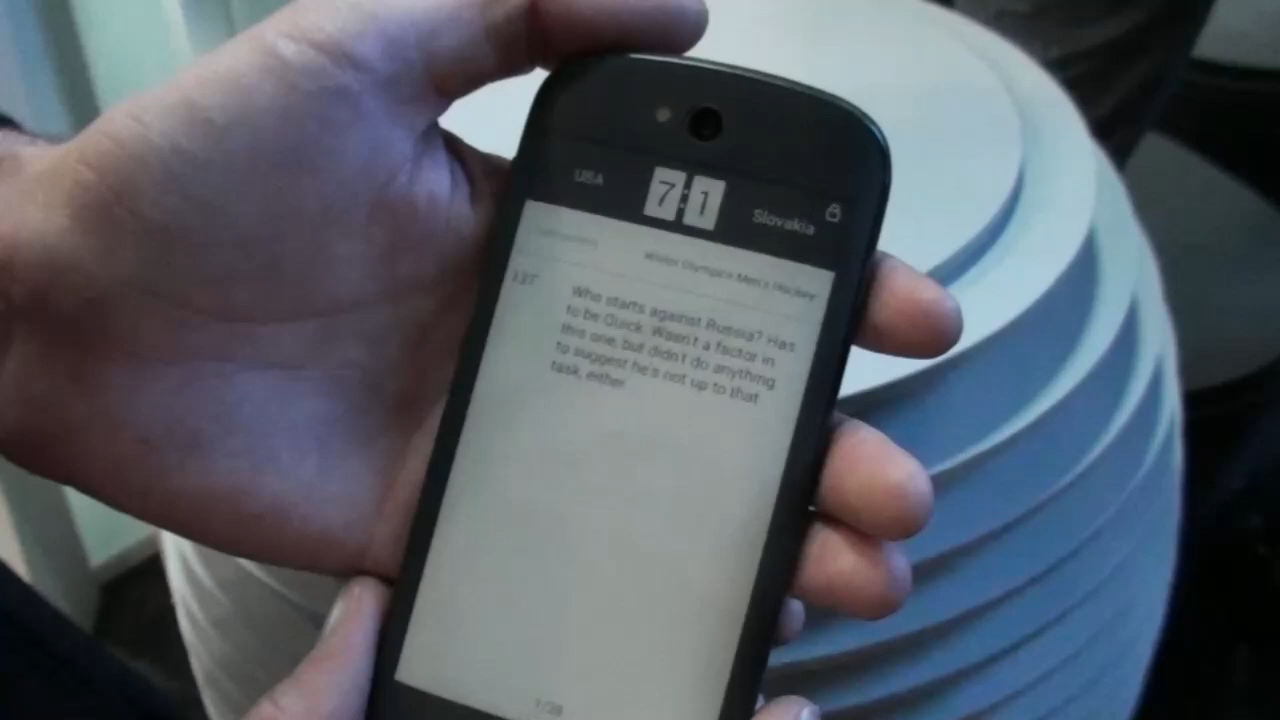 USA
7:1
Slovakia
Winter Olympics Men's Hockey
Who starts against Russia? Has
to be Quick. Wasn't a factor in
this one, but didn't do anything
to suggest he's not up to that
task, either.